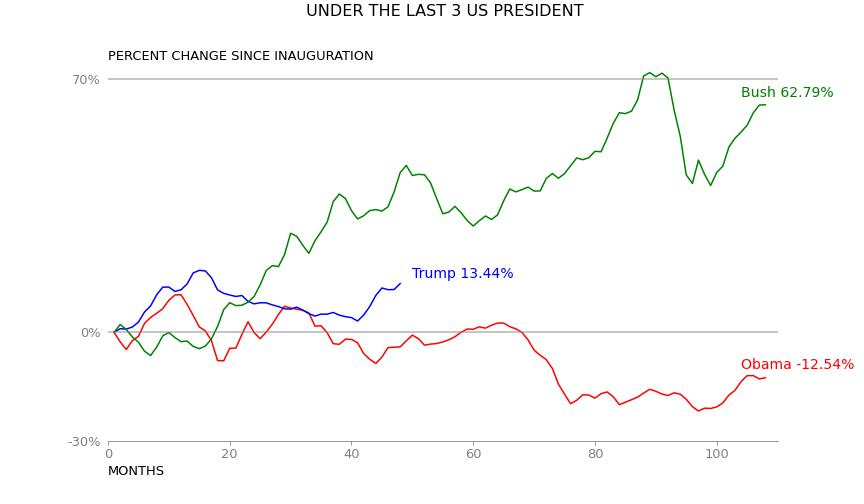 UNDER THE LAST 3 US PRESIDENT
PERCENT CHANGE SINCE INAUGURATION
70%
Bush 62.79%
Trump 13.44%
0%
Obama -12.54%
-30%
0 20 40 60 80 100
MONTHS